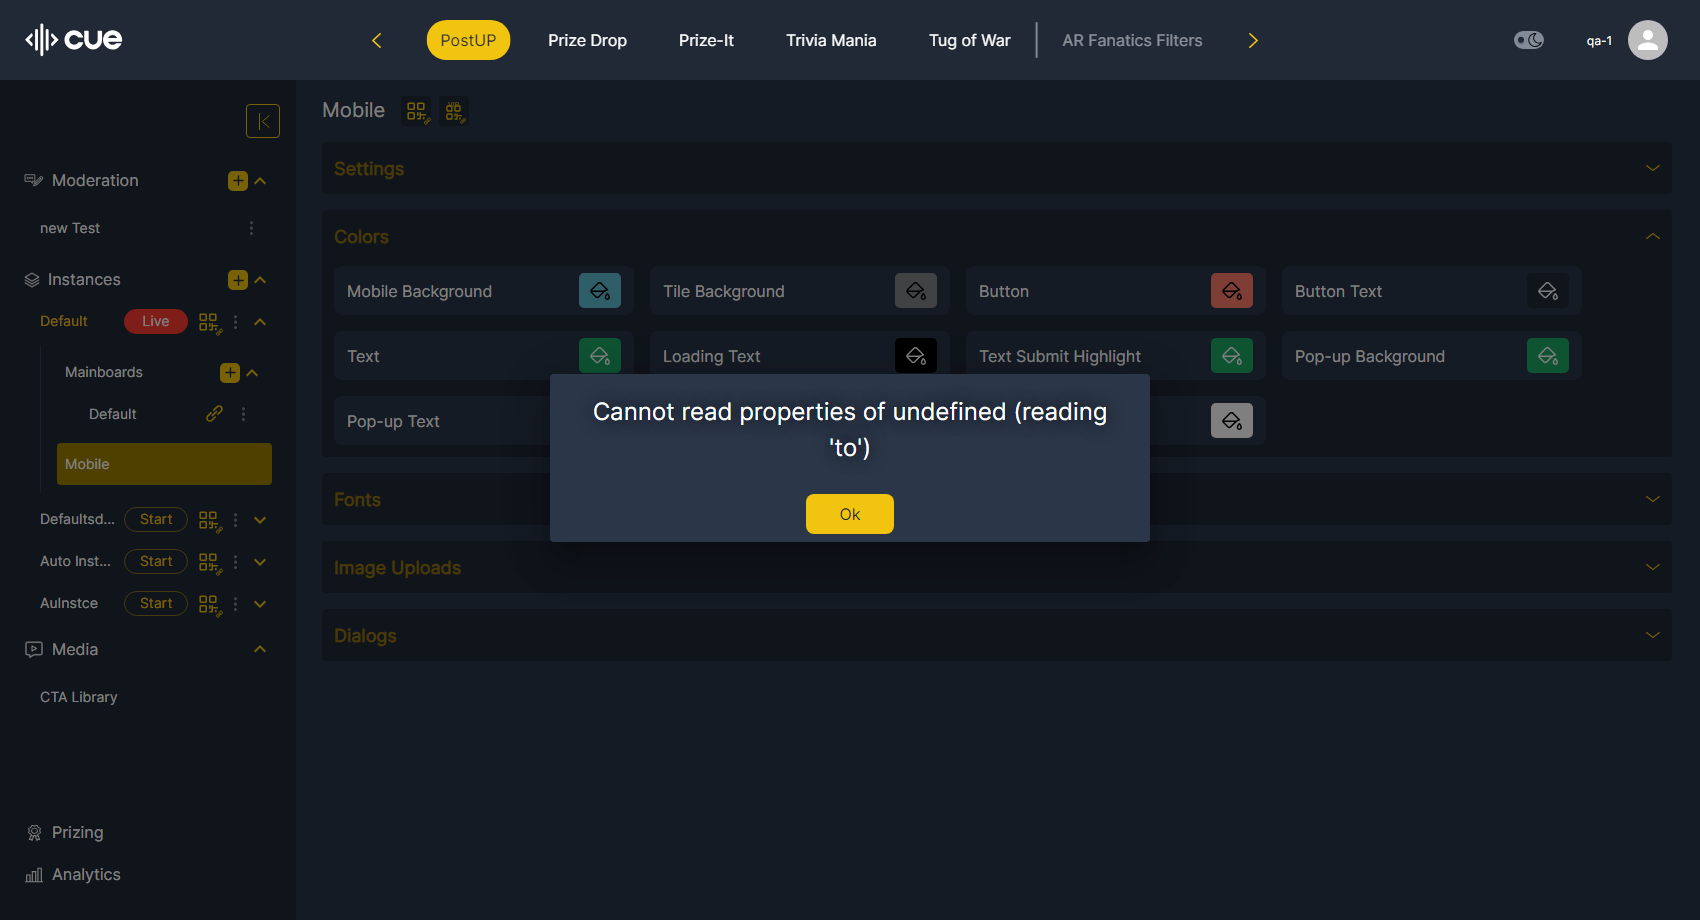 cue
PostUP
Prize Drop
Prize-It
Trivia Mania
Tug of War
AR Fanatics Filters
qa-1
Moderation
new Test
Instances
Default
Live
Mainboards
Default
Mobile
Defaultsd...
Start
Auto Inst...
Start
AuInstce
Start
Media
CTA Library
Prizing
Analytics
Mobile
Settings
Colors
Mobile Background
Tile Background
Button
Button Text
Text
Loading Text
Text Submit Highlight
Pop-up Background
Pop-up Text
Cannot read properties of undefined (reading
'to')
Ok
Fonts
Image Uploads
Dialogs